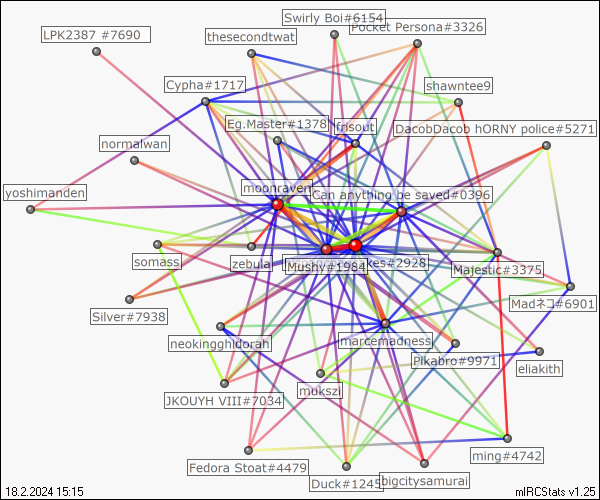 Swirly Boi#6154
LPK2387 #7690
Pocket Persona#3326
thesecondtwat
Cypha#1717
shawntee9
Eg.Master#1378
frisout
DacobDacob hORNY police#5271
normalwan
moonraven
Can anything be saved#0396
yoshimanden
somass
zebula
Mushy#1984
kes#2928
Majestic#3375
Madネコ#6901
Silver#7938
neokingghidorah
marcemadness
Pikabro#9971
eliakith
JKOUYH VIII#7034
mukszi
ming#4742
Fedora Stoat#4479
Duck#1245
bigcitysamurai
18.2.2024 15:15
mIRCStats v1.25